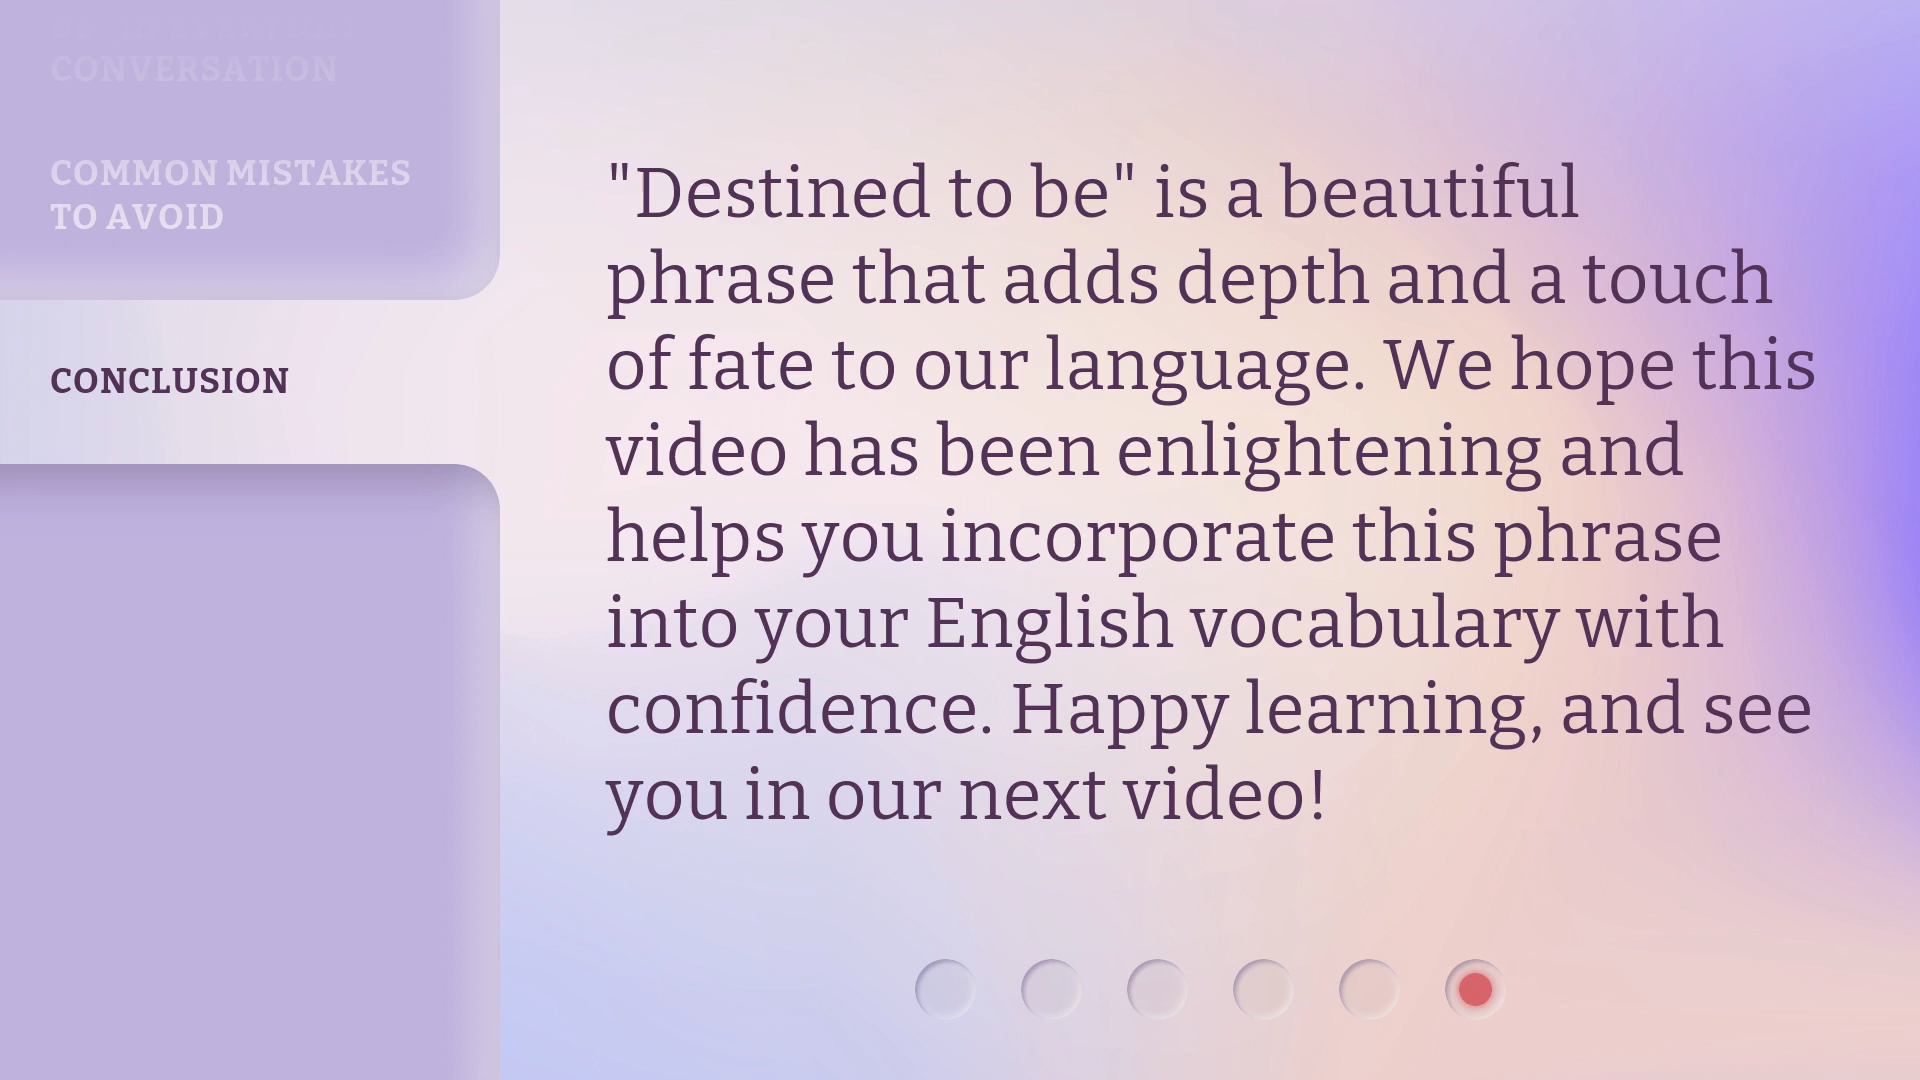 CONVERSATION
COMMON MISTAKES
TO AVOID
CONCLUSION
"Destined to be" is a beautiful
phrase that adds depth and a touch
of fate to our language. We hope this
video has been enlightening and
helps you incorporate this phrase
into your English vocabulary with
confidence. Happy learning, and see
you in our next video!